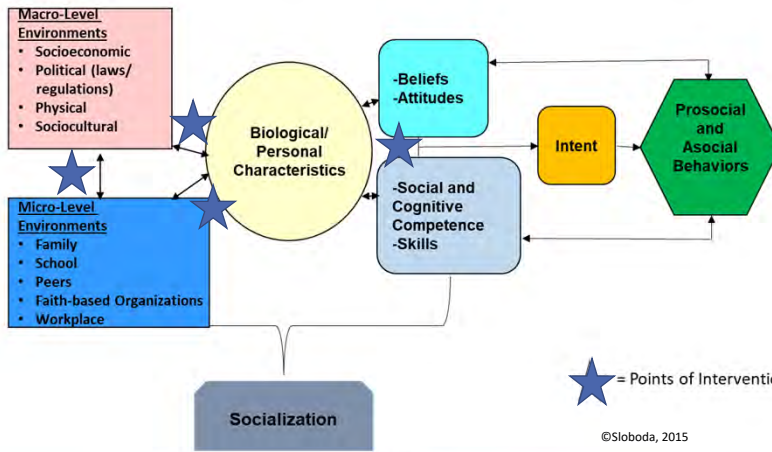 Macro-Level
Environments
• Socioeconomic
• Political (laws/
regulations)
• Physical
• Sociocultural
Micro-Level
Environments
• Family
• School
• Peers
• Faith-based Organizations
• Workplace
Biological/
Personal
Characteristics
-Beliefs
-Attitudes
-Social and
Cognitive
Competence
-Skills
Intent
Prosocial
and
Asocial
Behaviors
Socialization
= Points of Interventi
©Sloboda, 2015